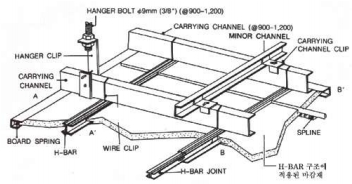 HANGER BOLT ø9mm (3/8") (@900-1,200)
CARRYING CHANNEL (@900-1,200)
MINOR CHANNEL
HANGER CLIP
CARRYING
CHANNEL CLIP
CARRYING
CHANNEL
A
B'
A'
BOARD SPRING
H-BAR
WIRE CLIP
B
SPLINE
H-BAR JOINT
H-BAR 구조에
적용된 마감재